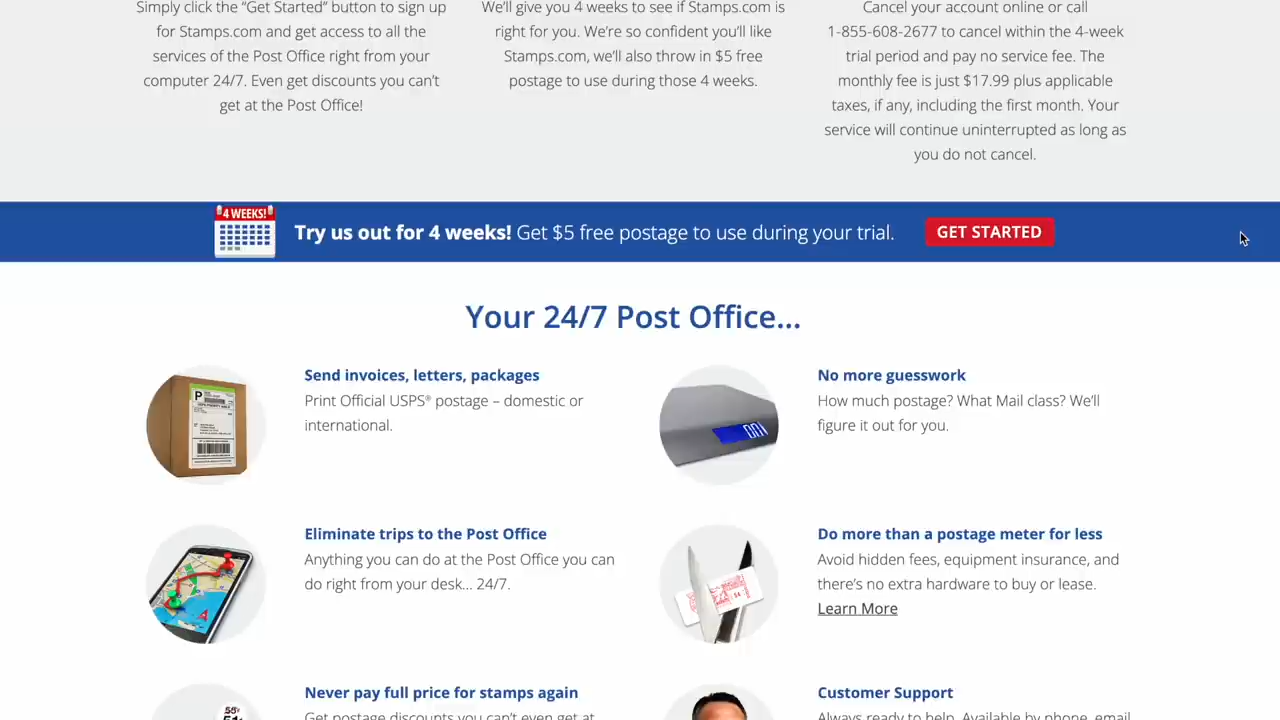 Simply click the “Get Started” button to sign up
for Stamps.com and get access to all the
services of the Post Office right from your
computer 24/7. Even get discounts you can’t
get at the Post Office!
We’ll give you 4 weeks to see if Stamps.com is
right for you. We’re so confident you’ll like
Stamps.com, we’ll also throw in $5 free
postage to use during those 4 weeks.
Cancel your account online or call
1-855-608-2677 to cancel within the 4-week
trial period and pay no service fee. The
monthly fee is just $17.99 plus applicable
taxes, if any, including the first month. Your
service will continue uninterrupted as long as
you do not cancel.
4 WEEKS!
Try us out for 4 weeks! Get $5 free postage to use during your trial.
GET STARTED
Your 24/7 Post Office...
Send invoices, letters, packages
Print Official USPS® postage – domestic or
international.
No more guesswork
How much postage? What Mail class? We’ll
figure it out for you.
Eliminate trips to the Post Office
Anything you can do at the Post Office you can
do right from your desk... 24/7.
Do more than a postage meter for less
Avoid hidden fees, equipment insurance, and
there’s no extra hardware to buy or lease.
Learn More
Never pay full price for stamps again
Get postage discounts you can’t even get at
Customer Support
Always ready to help. Available by phone, email
P